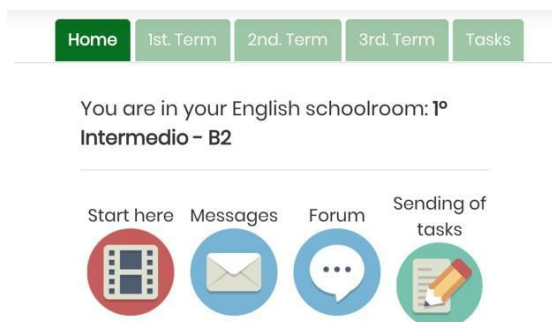 Home 1st. Term 2nd. Term 3rd. Term Tasks
You are in your English schoolroom: 1º
Intermedio - B2
Start here Messages Forum Sending of
tasks